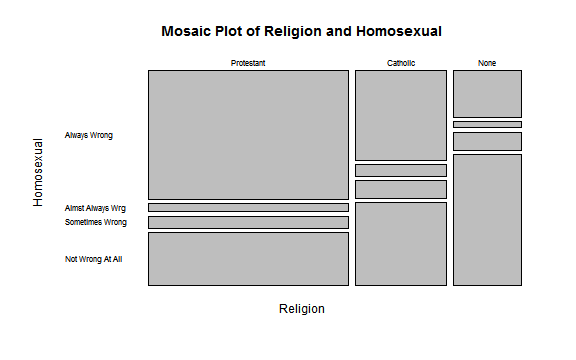 Mosaic Plot of Religion and Homosexual
Protestant Catholic None
Always Wrong
Almst Always Wrg
Sometimes Wrong
Not Wrong At All
Homosexual
Religion